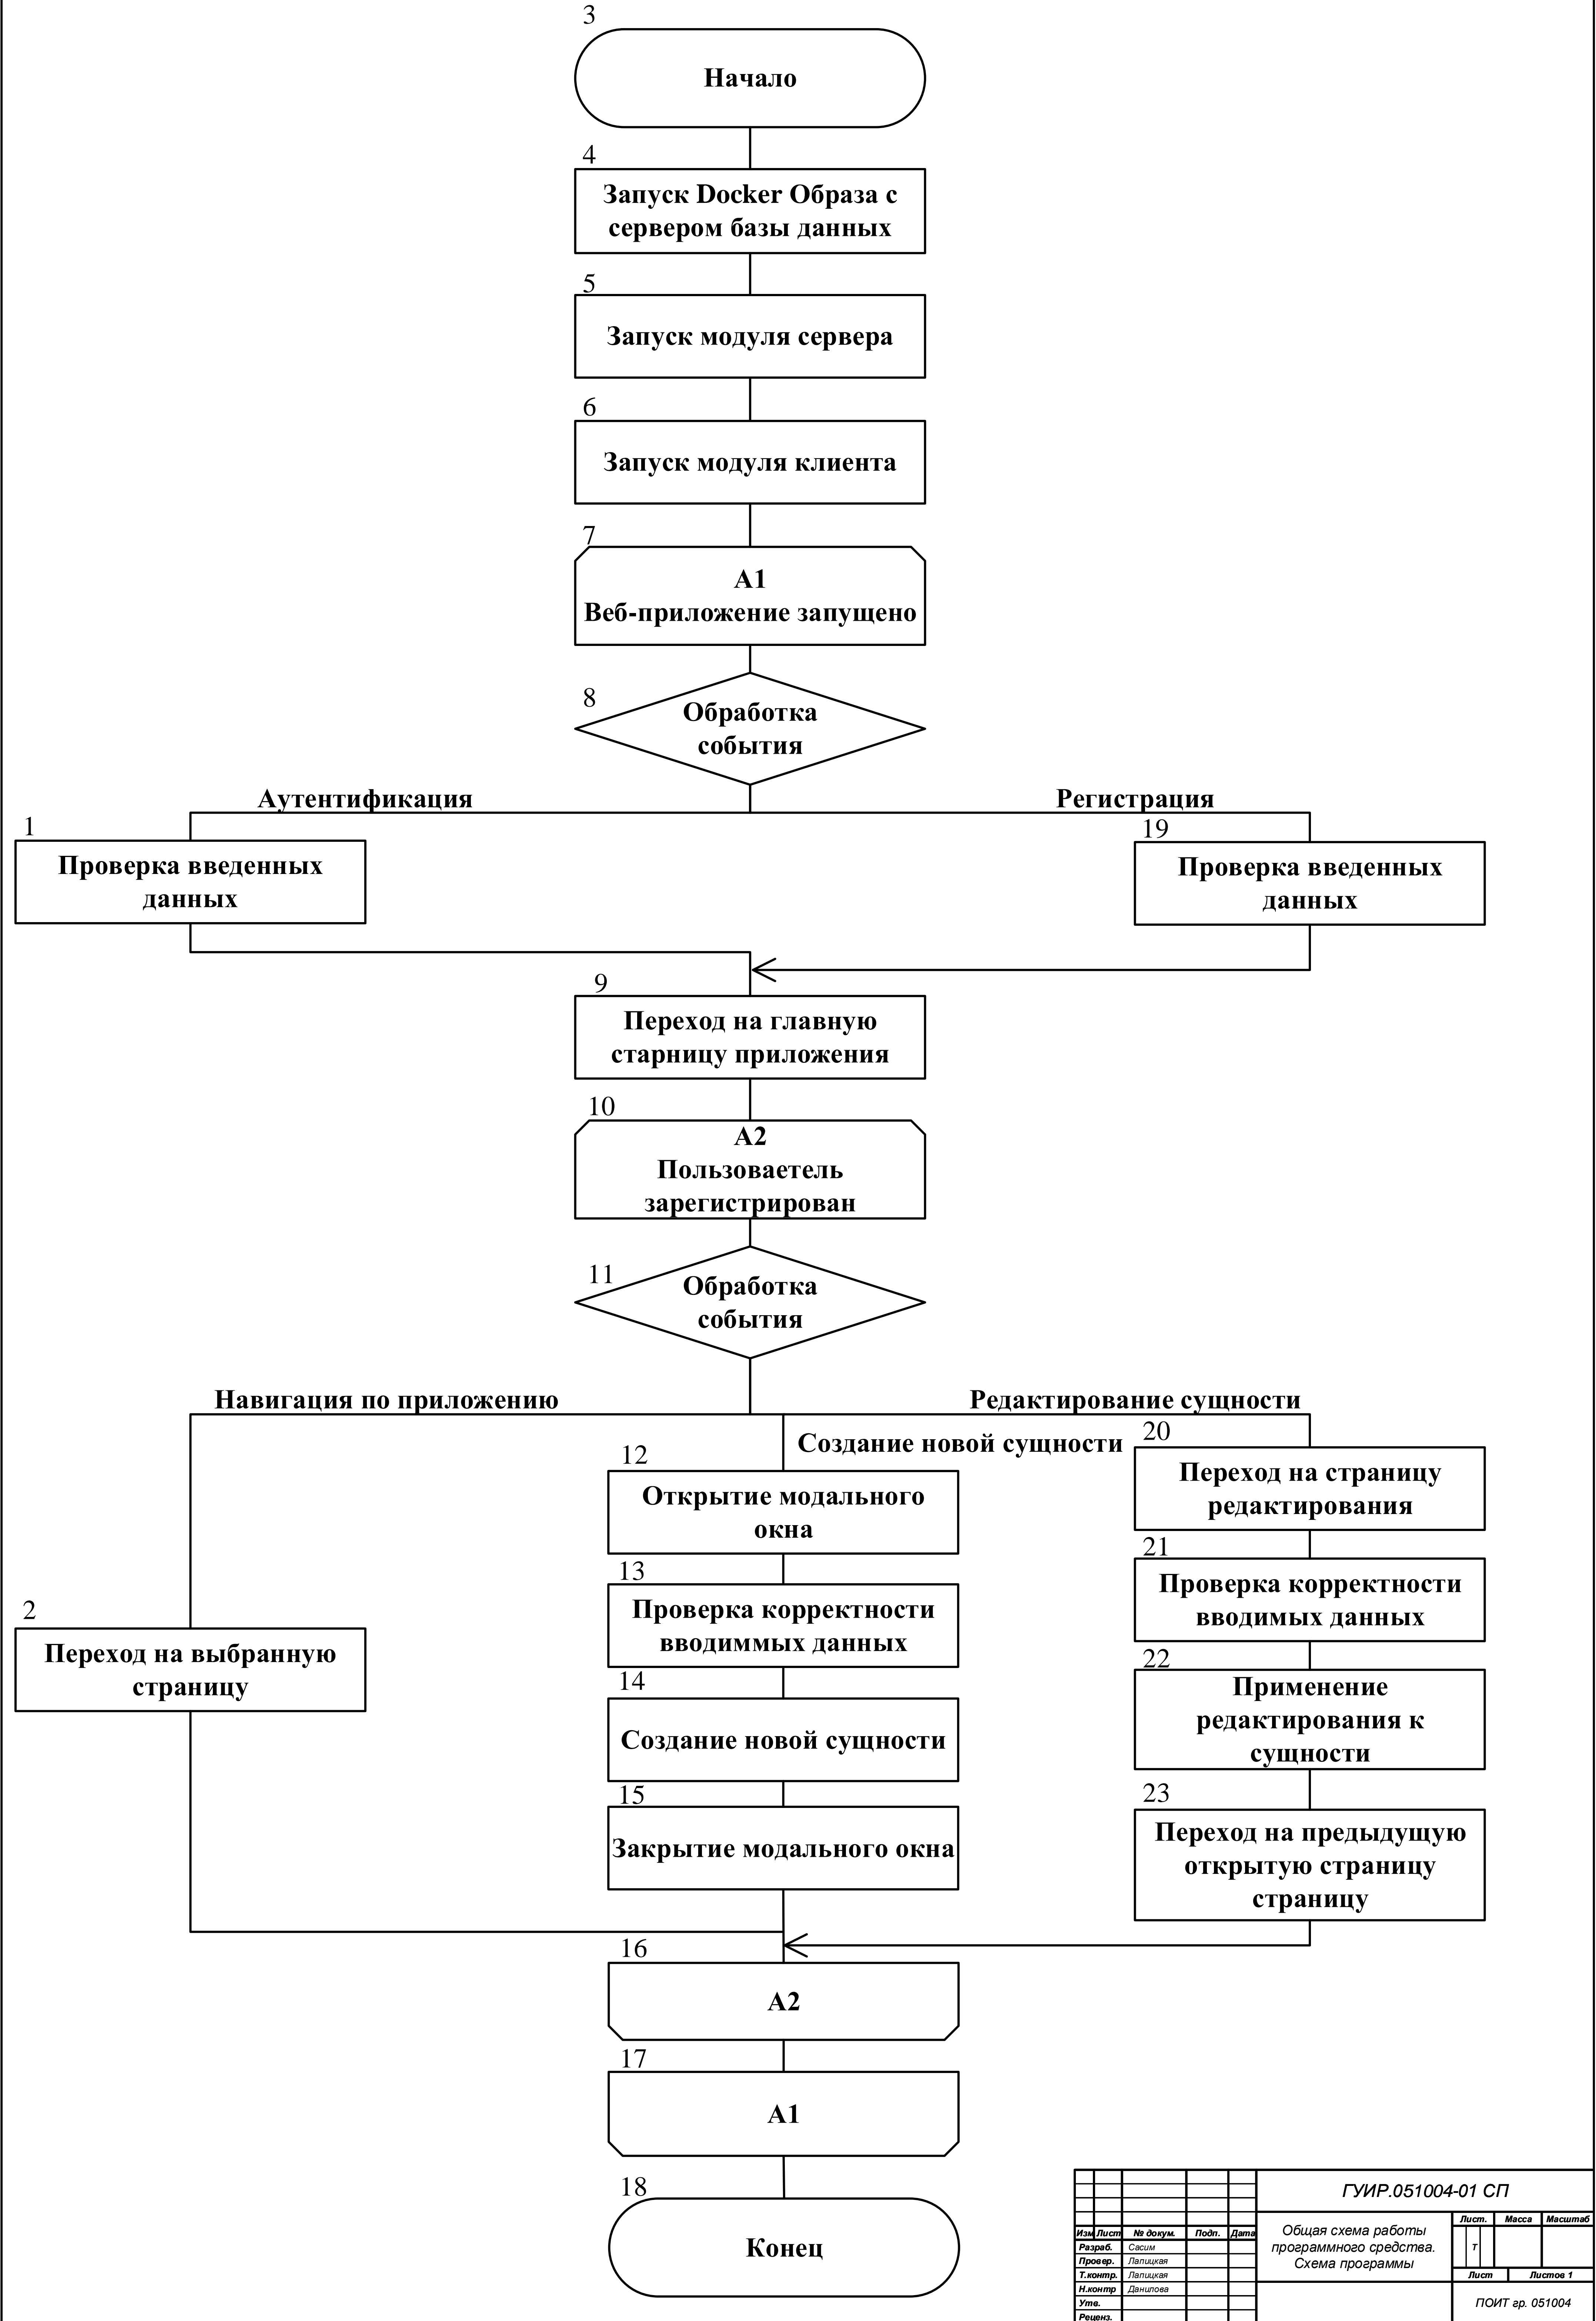 3
Начало
4
Запуск Docker Образа с
сервером базы данных
5
Запуск модуля сервера
6
Запуск модуля клиента
7
А1
Веб-приложение запущено
8
Обработка
события
Аутентификация
Регистрация
1
Проверка введенных
данных
19
Проверка введенных
данных
9
Переход на главную
старницу приложения
10
А2
Пользоваетель
зарегистрирован
11
Обработка
события
Навигация по приложению
Редактирование сущности
Создание новой сущности
2
Переход на выбранную
страницу
12
Открытие модального
окна
13
Проверка корректности
вводиммых данных
14
Создание новой сущности
15
Закрытие модального окна
20
Переход на страницу
редактирования
21
Проверка корректности
вводимых данных
22
Применение
редактирования к
сущности
23
Переход на предыдущую
открытую страницу
страницу
16
А2
17
А1
18
Конец
ГУИР.051004-01 СП
Изм Лист № докум. Подп. Дата
Разраб. Сасим
Провер. Лапицкая
Т.контр. Лапицкая
Н.контр Данилова
Утв.
Реценз.
Общая схема работы
программного средства.
Схема программы
Лист. Масса Масштаб
Т
Лист Листов 1
ПОИТ гр. 051004